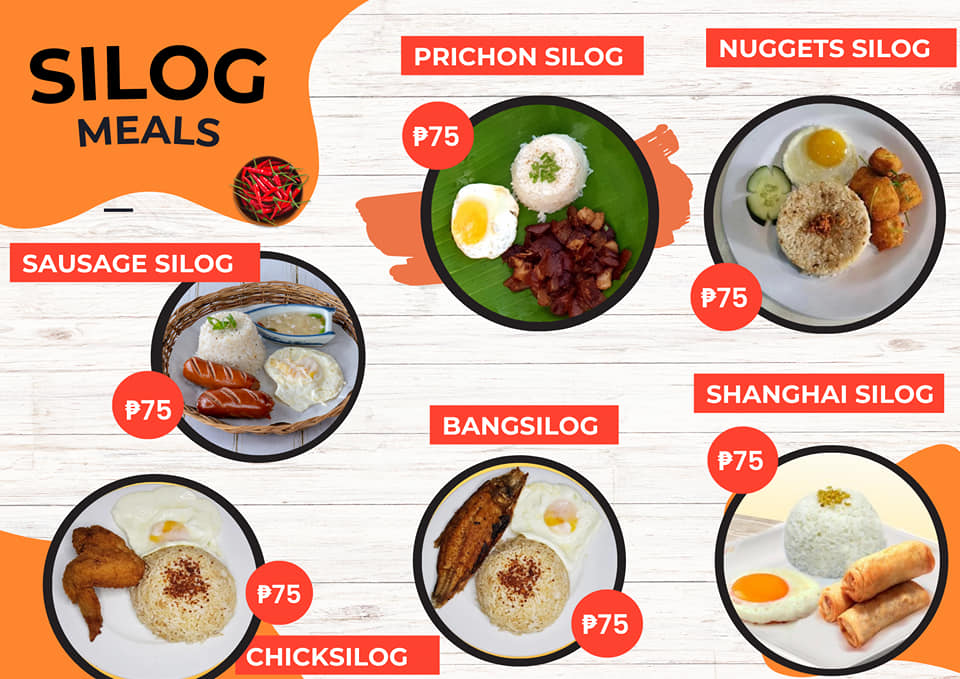 SILOG
MEALS
PRICHON SILOG
₱75
NUGGETS SILOG
₱75
SAUSAGE SILOG
₱75
BANGSILOG
₱75
SHANGHAI SILOG
₱75
₱75
CHICKSILOG